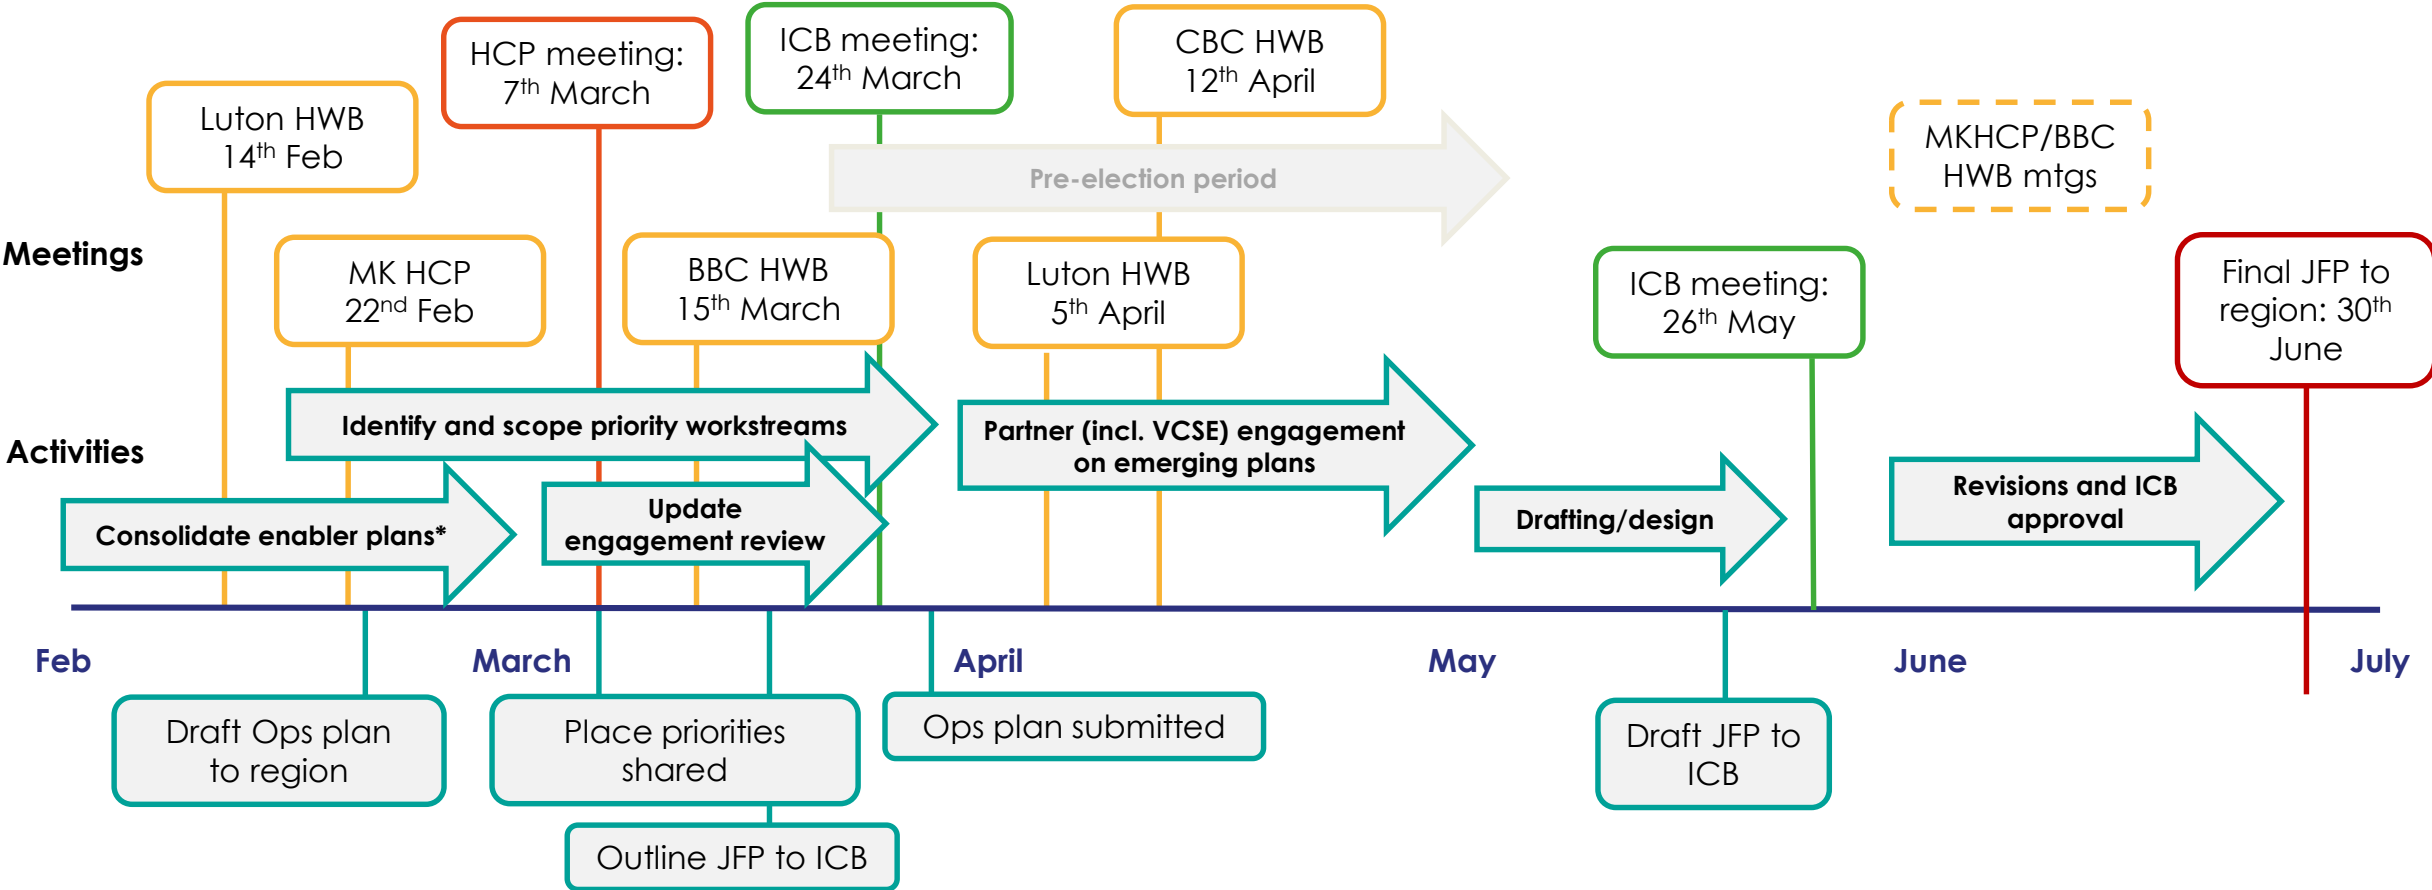 HCP meeting:
7th March
ICB meeting:
24th March
CBC HWB
12th April
Luton HWB
14th Feb
MKHCP/BBC
HWB mtgs
Pre-election period
Meetings
MK HCP
22nd Feb
BBC HWB
15th March
Luton HWB
5th April
ICB meeting:
26th May
Final JFP to
region: 30th
June
Activities
Identify and scope priority workstreams
Partner (incl. VCSE) engagement
on emerging plans
Consolidate enabler plans*
Update
engagement review
Drafting/design
Revisions and ICB
approval
Feb
March
April
May
June
July
Draft Ops plan
to region
Place priorities
shared
Ops plan submitted
Draft JFP to
ICB
Outline JFP to ICB